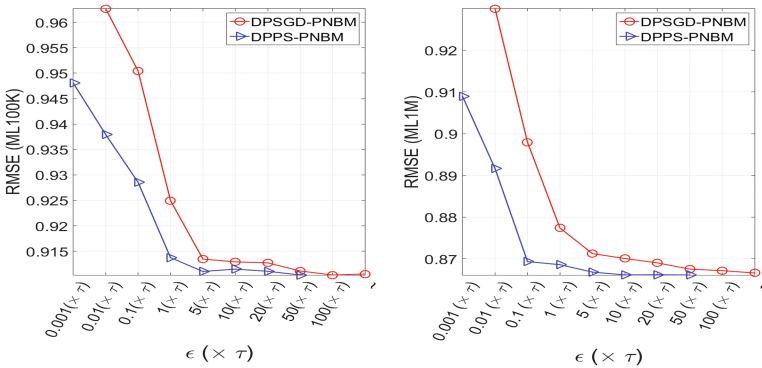 DPSGD-PNBM
DPPS-PNBM
RMSE (ML100K)
0.96
0.955
0.95
0.945
0.94
0.935
0.93
0.925
0.92
0.915
0.001(× τ)
0.01(× τ)
0.1(× τ)
1(× τ)
5(× τ)
10(× τ)
20(× τ)
50(× τ)
100(× τ)
~
ϵ (× τ)
DPSGD-PNBM
DPPS-PNBM
RMSE (ML1M)
0.92
0.91
0.9
0.88
0.87
0.001 (× τ)
0.01 (× τ)
0.1 (× τ)
1 (× τ)
5 (× τ)
10 (× τ)
20 (× τ)
50 (× τ)
100 (× τ)
~
ϵ (× τ)